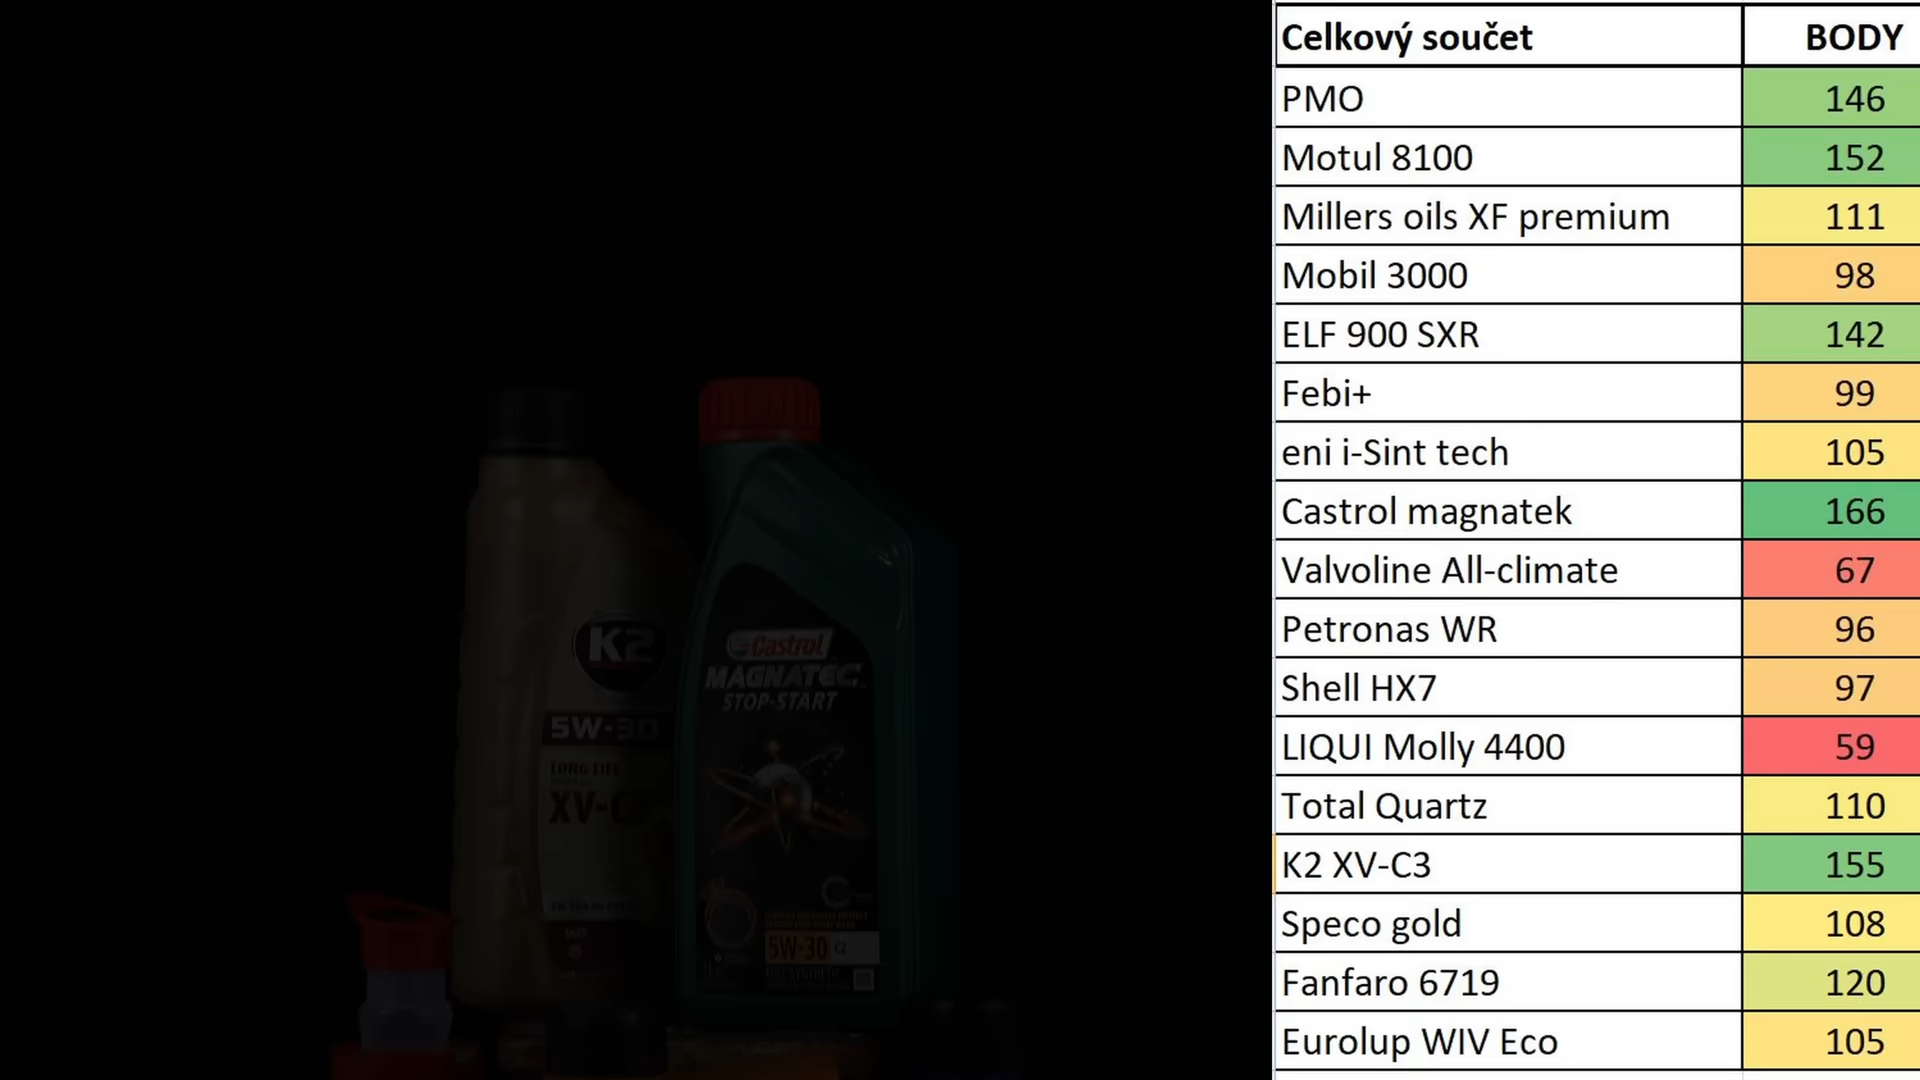 Celkový součet BODY
PMO 146
Motul 8100 152
Millers oils XF premium 111
Mobil 3000 98
ELF 900 SXR 142
Febi+ 99
eni i-Sint tech 105
Castrol magnatek 166
Valvoline All-climate 67
Petronas WR 96
Shell HX7 97
LIQUI Molly 4400 59
Total Quartz 110
K2 XV-C3 155
Speco gold 108
Fanfaro 6719 120
Eurolup WIV Eco 105
K2
5W-30
LONG LIFE
Castrol
MAGNATEC
STOP-START
5W-30 C2